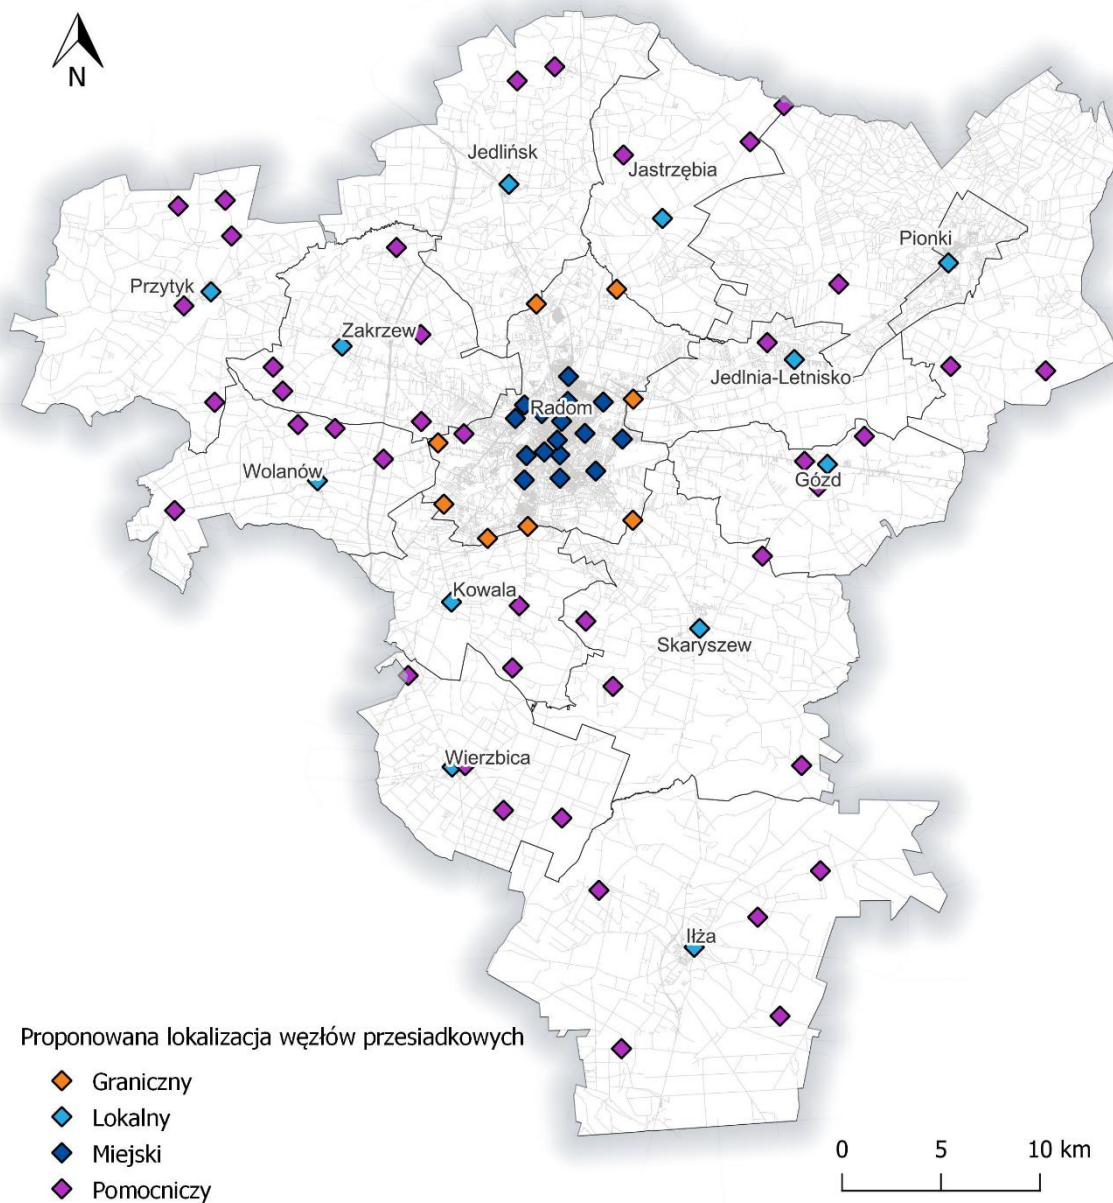 N
Jedlińsk
Jastrzębia
Pionki
Przytyk
Zakrzew
Jedlnia-Letnisko
Radom
Wolanów
Gózd
Kowala
Skaryszew
Wierzbica
Iłża
Proponowana lokalizacja węzłów przesiadkowych
Graniczny
Lokalny
Miejski
Pomocniczy
0 5 10 km